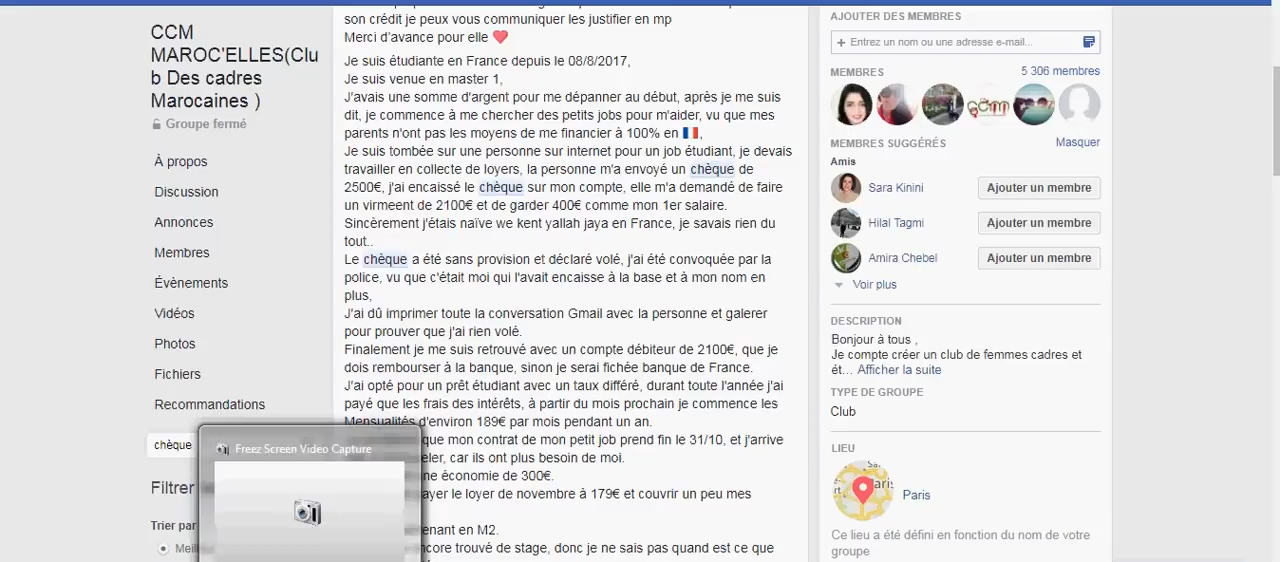 CCM
MAROC'ELLES(Clu
b Des cadres
Marocaines )
Groupe fermé
À propos
Discussion
Annonces
Membres
Évènements
Vidéos
Photos
Fichiers
Recommandations
chèque
Filtrer
Trier par
Meil
son crédit je peux vous communiquer les justifier en mp
Merci d'avance pour elle ❤️
Je suis étudiante en France depuis le 08/8/2017,
Je suis venue en master 1,
J'avais une somme d'argent pour me dépanner au début, après je me suis
dit, je commence à me chercher des petits jobs pour m'aider, vu que mes
parents n'ont pas les moyens de me financier à 100% en 🇫🇷,
Je suis tombée sur une personne sur internet pour un job étudiant, je devais
travailler en collecte de loyers, la personne m'a envoyé un chèque de
2500€, j'ai encaissé le chèque sur mon compte, elle m'a demandé de faire
un virmeent de 2100€ et de garder 400€ comme mon 1er salaire.
Sincèrement j'étais naïve we kent yallah jaya en France, je savais rien du
tout..
Le chèque a été sans provision et déclaré volé, j'ai été convoquée par la
police, vu que c'était moi qui l'avait encaisse à la base et à mon nom en
plus,
J'ai dû imprimer toute la conversation Gmail avec la personne et galerer
pour prouver que j'ai rien volé.
Finalement je me suis retrouvé avec un compte débiteur de 2100€, que je
dois rembourser à la banque, sinon je serai fichée banque de France.
J'ai opté pour un prêt étudiant avec un taux différé, durant toute l'année j'ai
payé que les frais des intérêts, à partir du mois prochain je commence les
Mensualités d'environ 189€ par mois pendant un an.
que mon contrat de mon petit job prend fin le 31/10, et j'arrive
eler, car ils ont plus besoin de moi.
ne économie de 300€.
ayer le loyer de novembre à 179€ et couvrir un peu mes
enant en M2.
ncore trouvé de stage, donc je ne sais pas quand est ce que
Freez Screen Video Capture
AJOUTER DES MEMBRES
+ Entrez un nom ou une adresse e-mail...
MEMBRES
5 306 membres
MEMBRES SUGGÉRÉS
Masquer
Amis
Sara Kinini
Ajouter un membre
Hilal Tagmi
Ajouter un membre
Amira Chebel
Ajouter un membre
Voir plus
DESCRIPTION
Bonjour à tous ,
Je compte créer un club de femmes cadres et
ét... Afficher la suite
TYPE DE GROUPE
Club
LIEU
Paris
Ce lieu a été défini en fonction du nom de votre
groupe